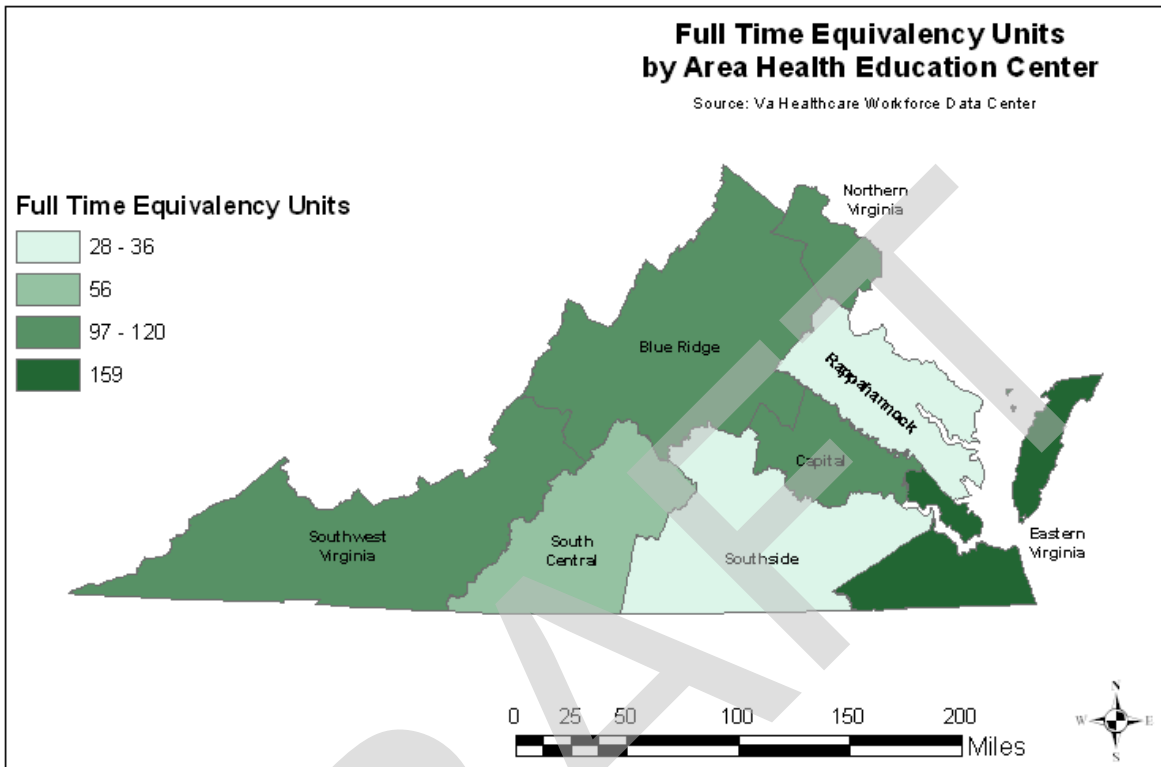 Full Time Equivalency Units
by Area Health Education Center
Source: Va Healthcare Workforce Data Center
Full Time Equivalency Units
28 - 36
56
97 - 120
159
Northern
Virginia
Blue Ridge
Rappahannock
Capital
Southwest
Virginia
South
Central
Southside
Eastern
Virginia
0 25 50 100 150 200
Miles
N
W E
S
DRAFT